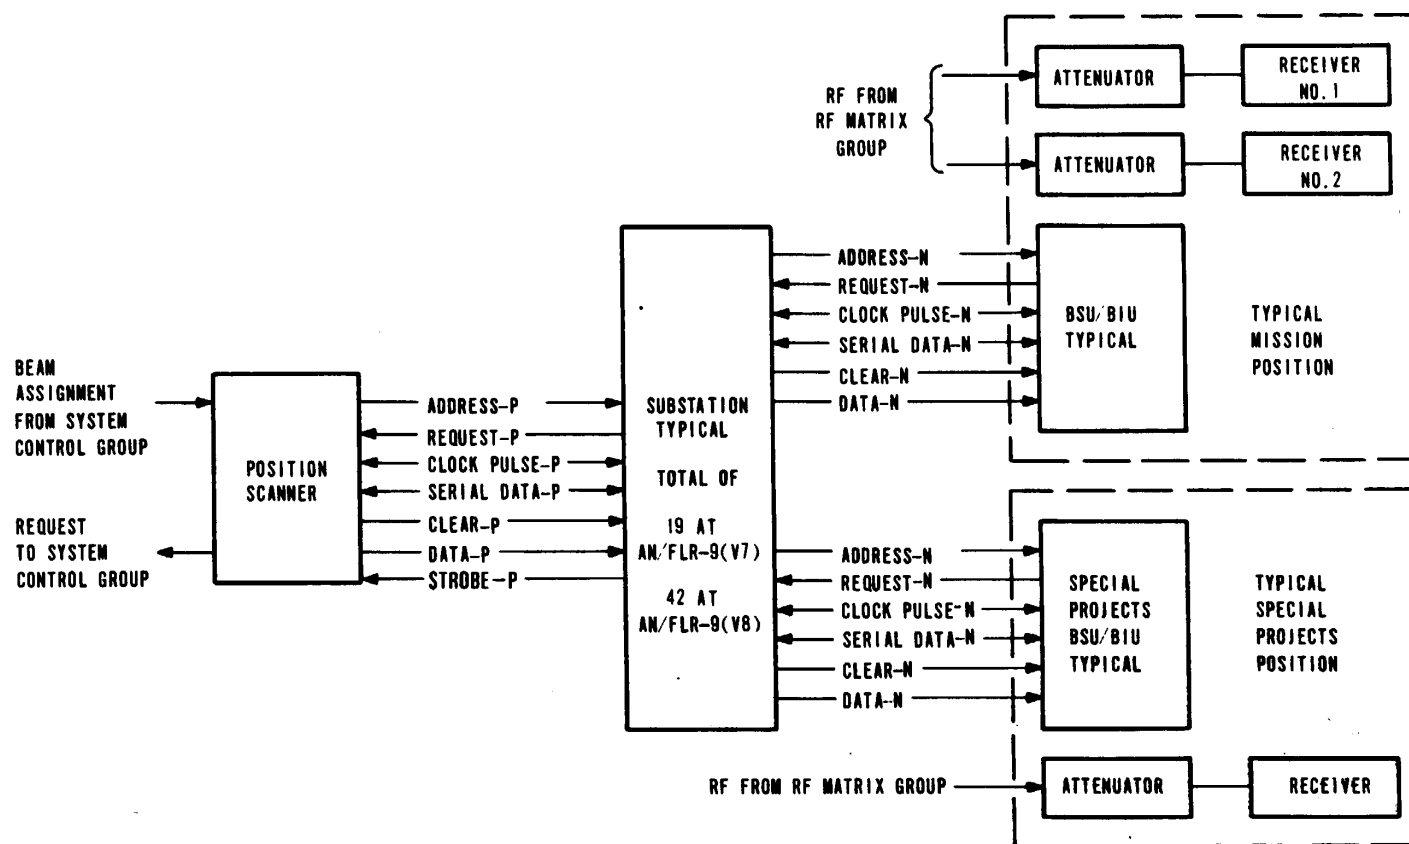 BEAM
ASSIGNMENT
FROM SYSTEM
CONTROL GROUP
REQUEST
TO SYSTEM
CONTROL GROUP
POSITION
SCANNER
ADDRESS-P
REQUEST-P
CLOCK PULSE-P
SERIAL DATA-P
CLEAR-P
DATA-P
STROBE-P
SUBSTATION
TYPICAL
TOTAL OF
19 AT
AN/FLR-9(V7)
42 AT
AN/FLR-9(V8)
RF FROM
RF MATRIX
GROUP
ATTENUATOR
RECEIVER
NO.1
ATTENUATOR
RECEIVER
NO.2
ADDRESS-N
REQUEST-N
CLOCK PULSE-N
SERIAL DATA-N
CLEAR-N
DATA-N
BSU/BIU
TYPICAL
TYPICAL
MISSION
POSITION
ADDRESS-N
REQUEST-N
CLOCK PULSE-N
SERIAL DATA-N
CLEAR-N
DATA-N
SPECIAL
PROJECTS
BSU/BIU
TYPICAL
TYPICAL
SPECIAL
PROJECTS
POSITION
RF FROM RF MATRIX GROUP
ATTENUATOR
RECEIVER